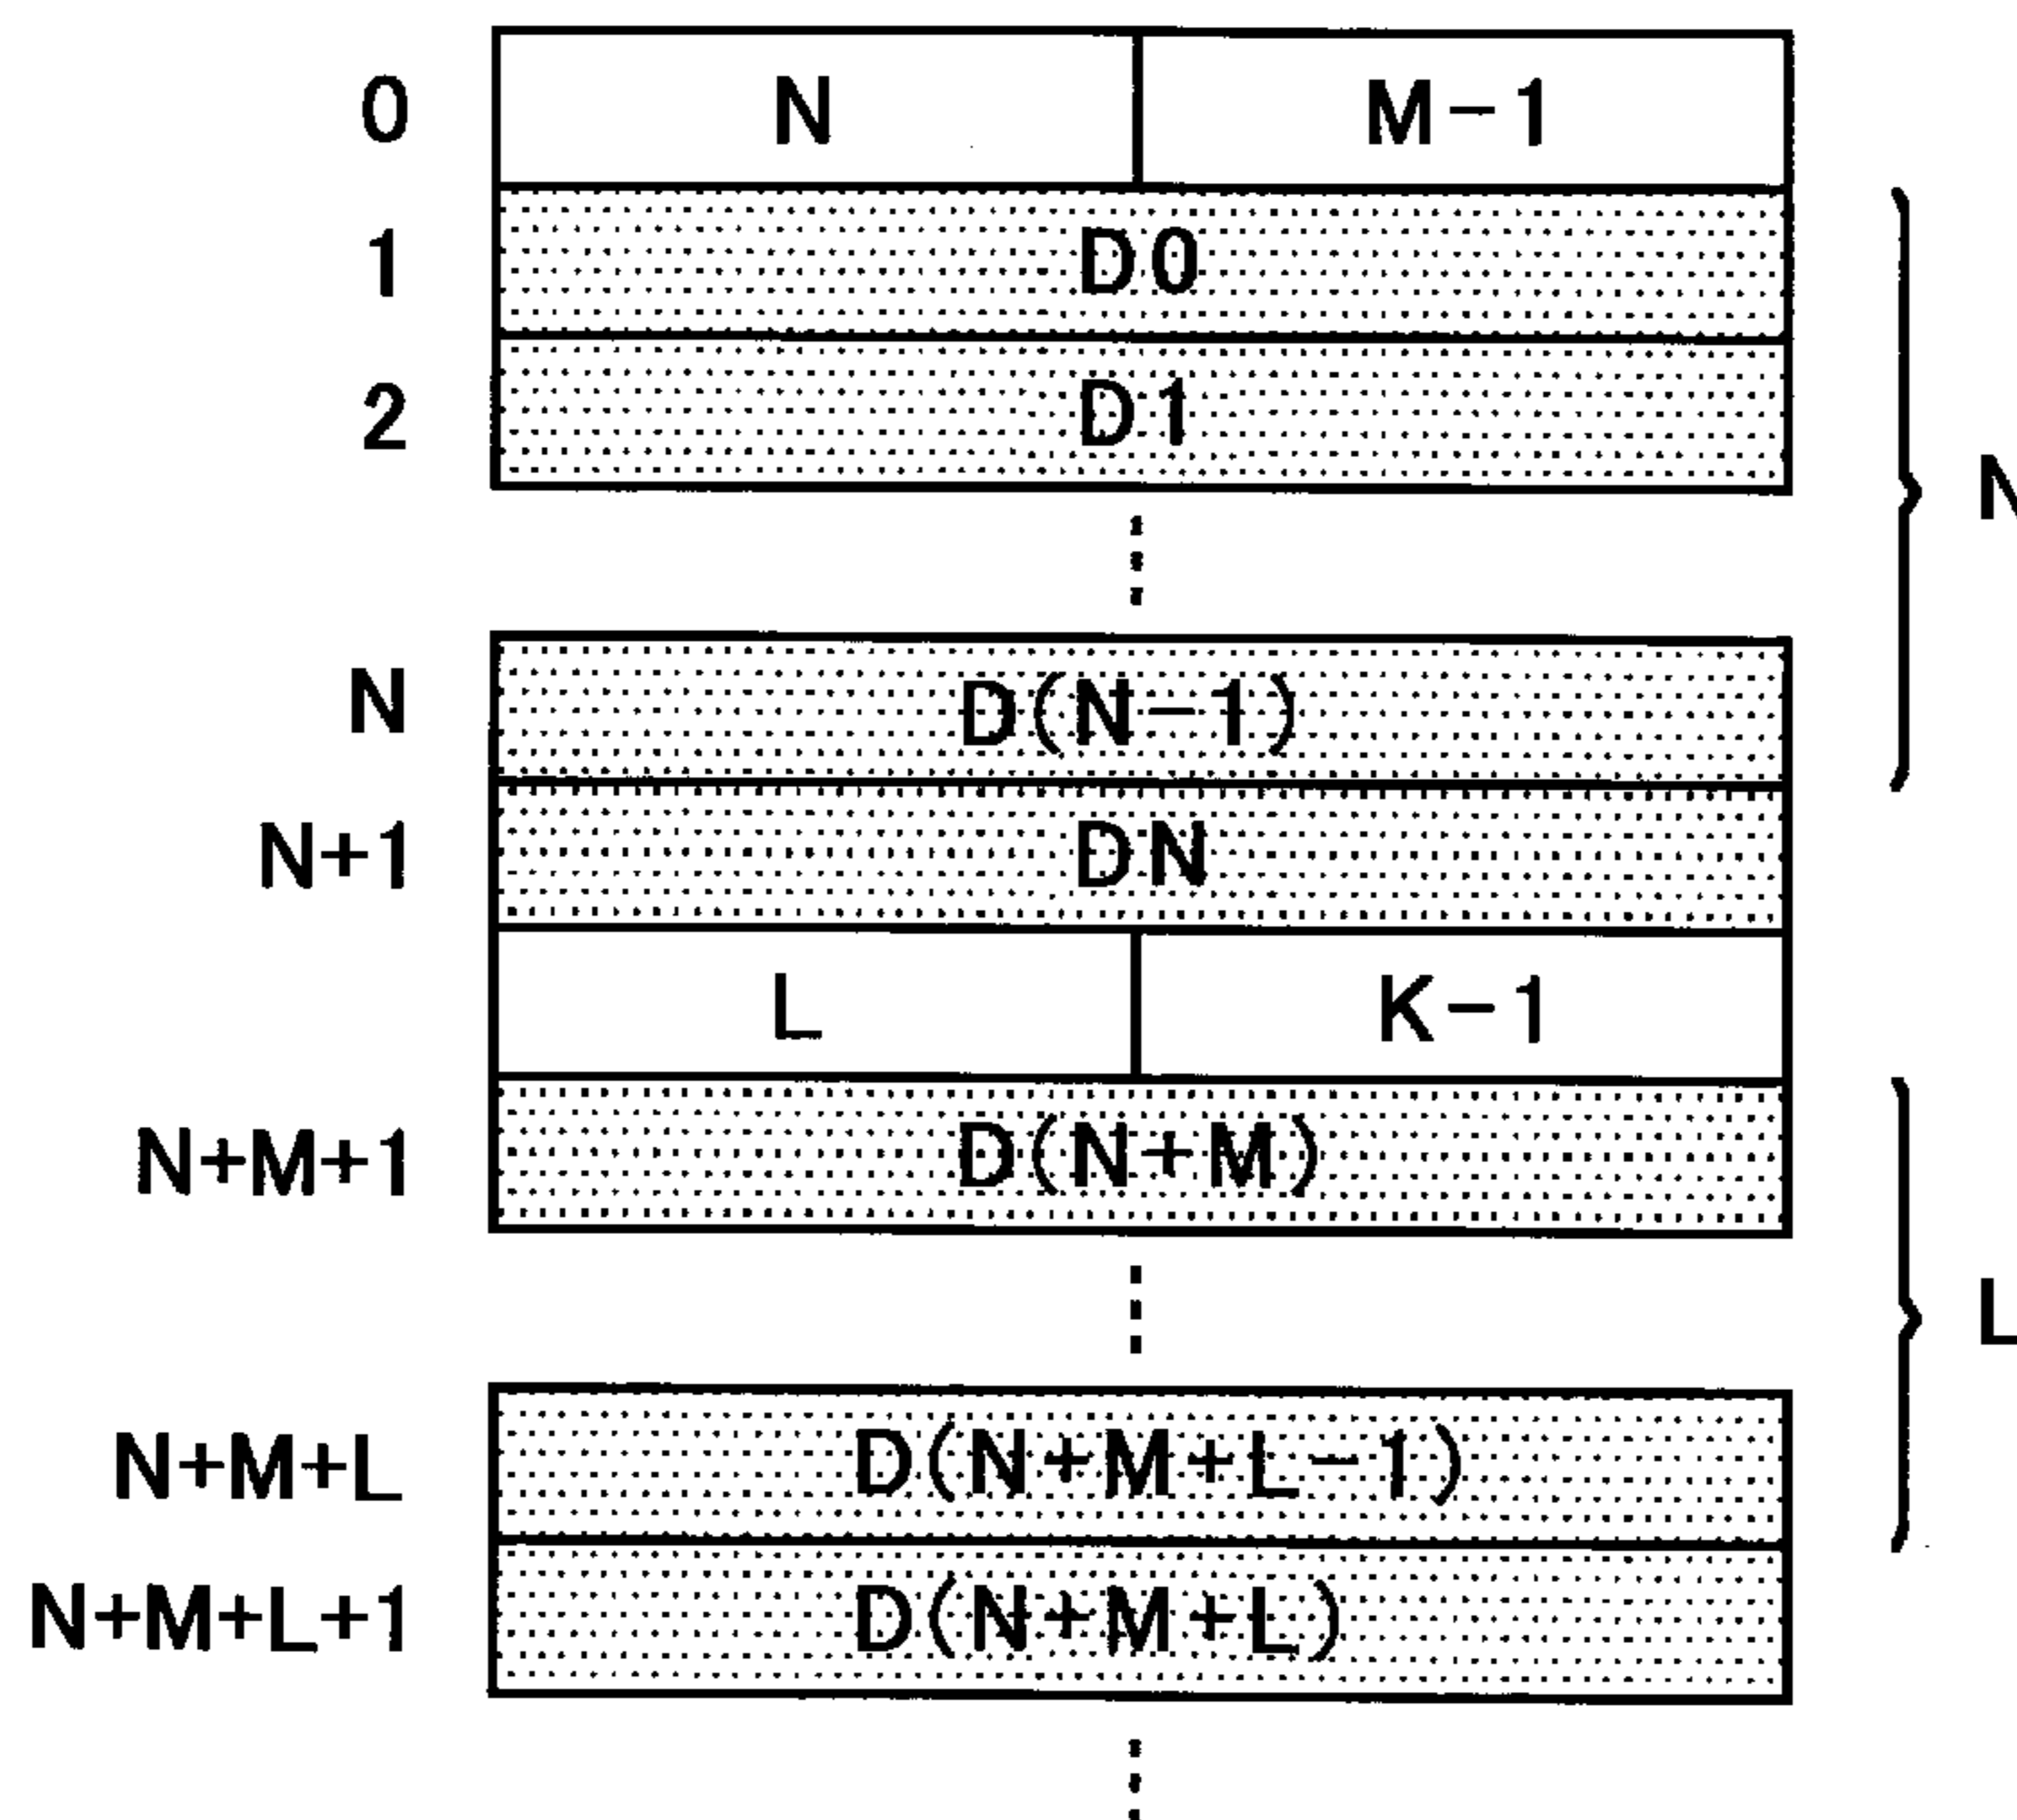 0 N M-1
1 D0
2 D1
N
N D(N-1)
N+1 DN
L K-1
N+M+1 D(N+M)
L
N+M+L D(N+M+L-1)
N+M+L+1 D(N+M+L)